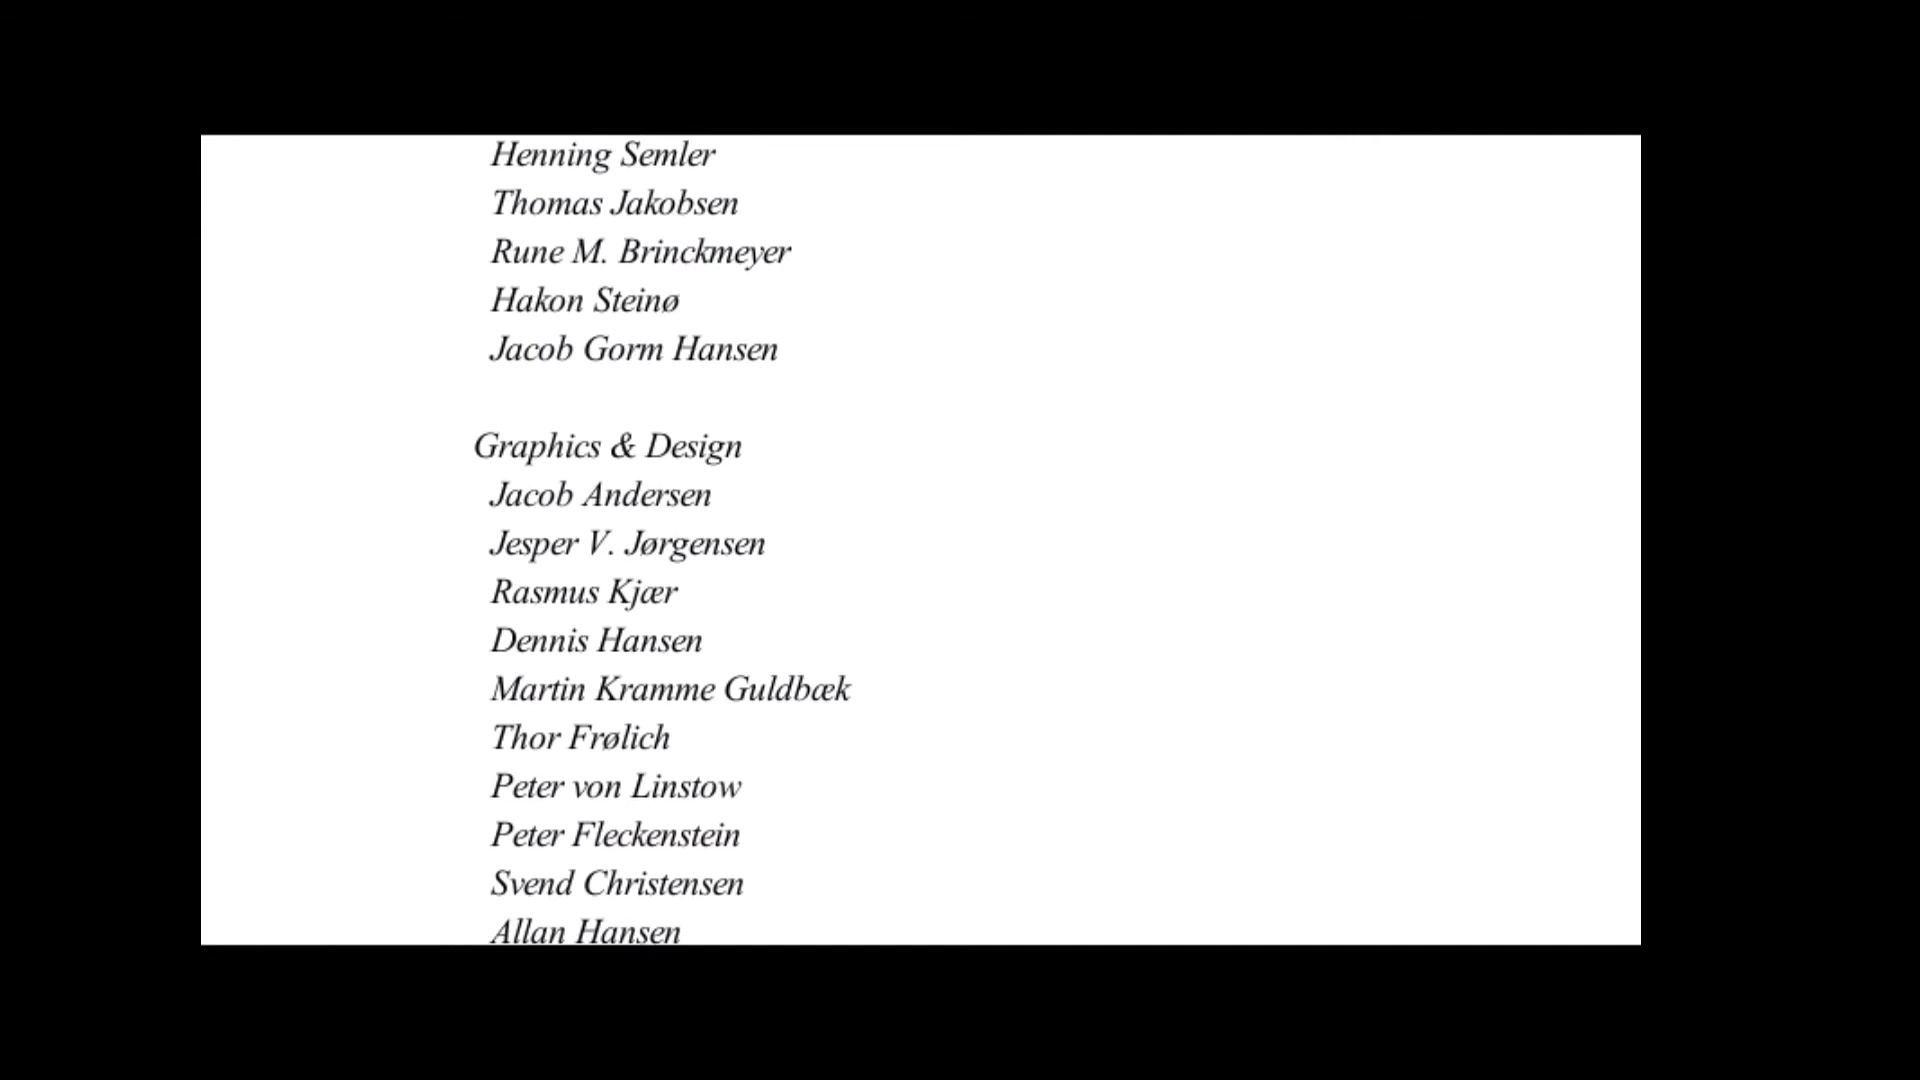 Henning Semler
Thomas Jakobsen
Rune M. Brinckmeyer
Hakon Steinø
Jacob Gorm Hansen
Graphics & Design
Jacob Andersen
Jesper V. Jørgensen
Rasmus Kjær
Dennis Hansen
Martin Kramme Guldbæk
Thor Frølich
Peter von Linstow
Peter Fleckenstein
Svend Christensen
Allan Hansen